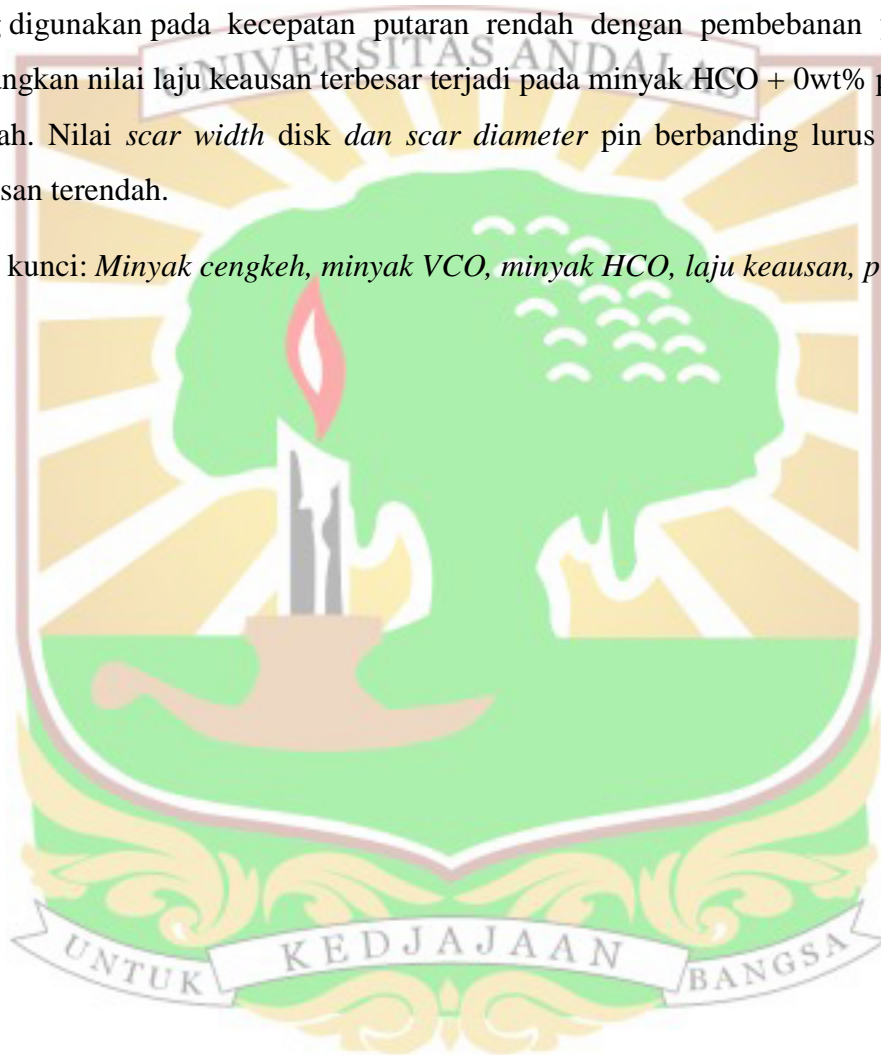 digunakan pada kecepatan putaran rendah dengan pembebanan
UNIVERSITAS ANDALAS
angkan nilai laju keausan terbesar terjadi pada minyak HCO + 0wt% p
ah. Nilai scar width disk dan scar diameter pin berbanding lurus
san terendah.
kunci: Minyak cengkeh, minyak VCO, minyak HCO, laju keausan, p
UNTUK KEDJAJAAN BANGSA